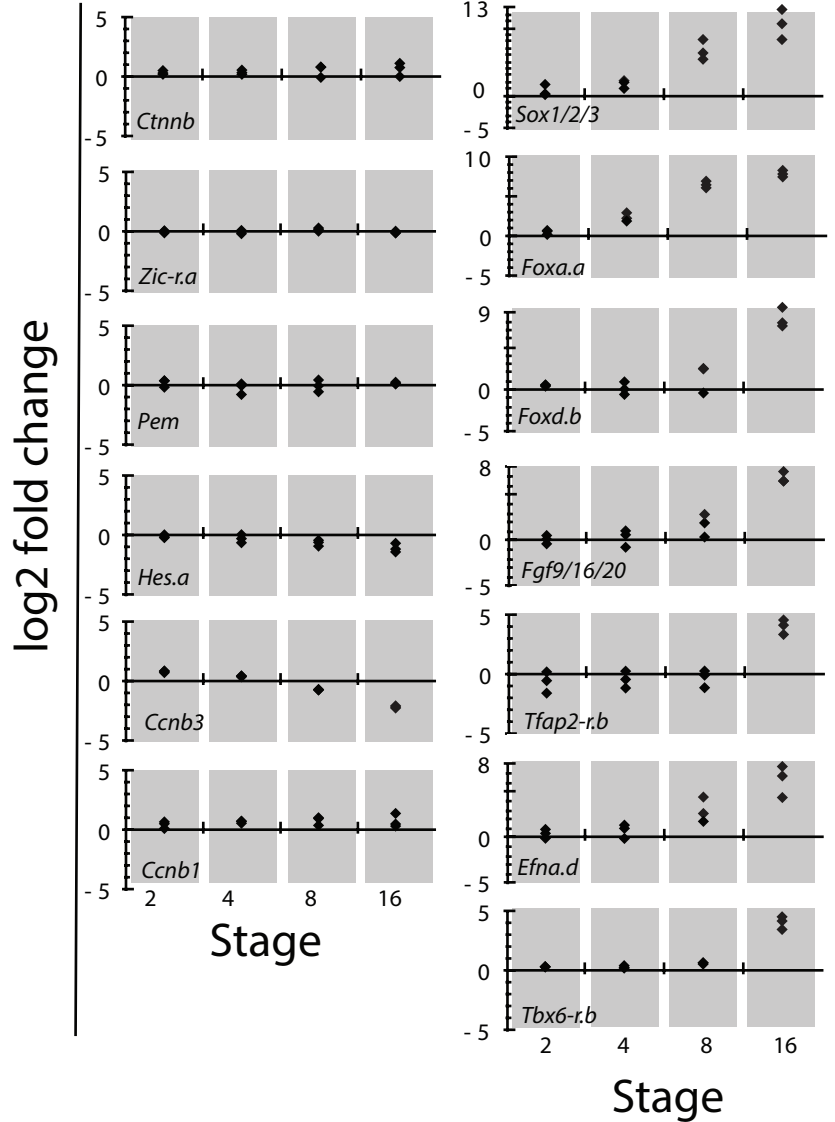 log2 fold change
5
0
- 5
Ctnnb
5
0
- 5
Zic-r.a
5
0
- 5
Pem
5
0
- 5
Hes.a
5
0
- 5
Ccnb3
5
0
- 5
Ccnb1
2 4 8 16
Stage
13
0
- 5
Sox1/2/3
10
0
- 5
Foxa.a
9
0
- 5
Foxd.b
8
0
- 5
Fgf9/16/20
5
0
- 5
Tfap2-r.b
8
0
- 5
Efna.d
5
0
- 5
Tbx6-r.b
2 4 8 16
Stage